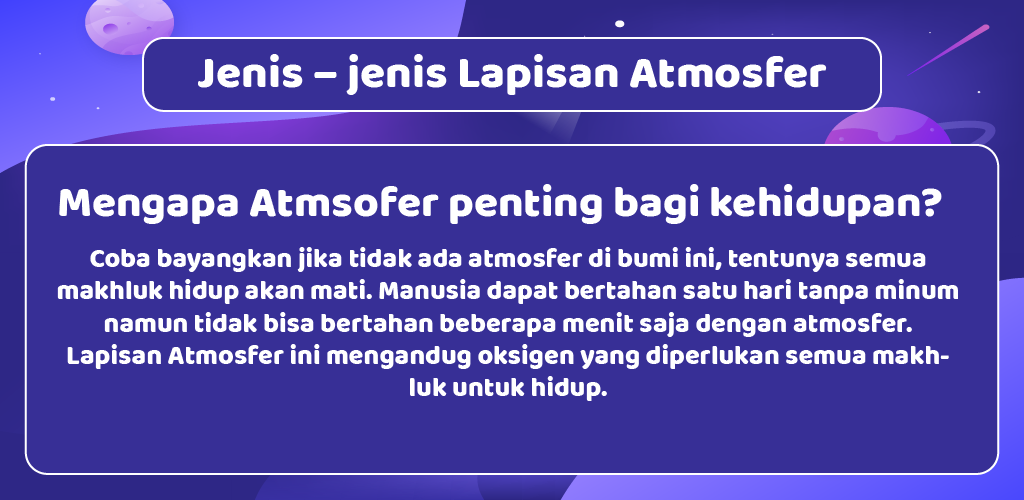 Jenis – jenis Lapisan Atmosfer
Mengapa Atmsofer penting bagi kehidupan?
Coba bayangkan jika tidak ada atmosfer di bumi ini, tentunya semua
makhluk hidup akan mati. Manusia dapat bertahan satu hari tanpa minum
namun tidak bisa bertahan beberapa menit saja dengan atmosfer.
Lapisan Atmosfer ini mengandug oksigen yang diperlukan semua makh-
luk untuk hidup.